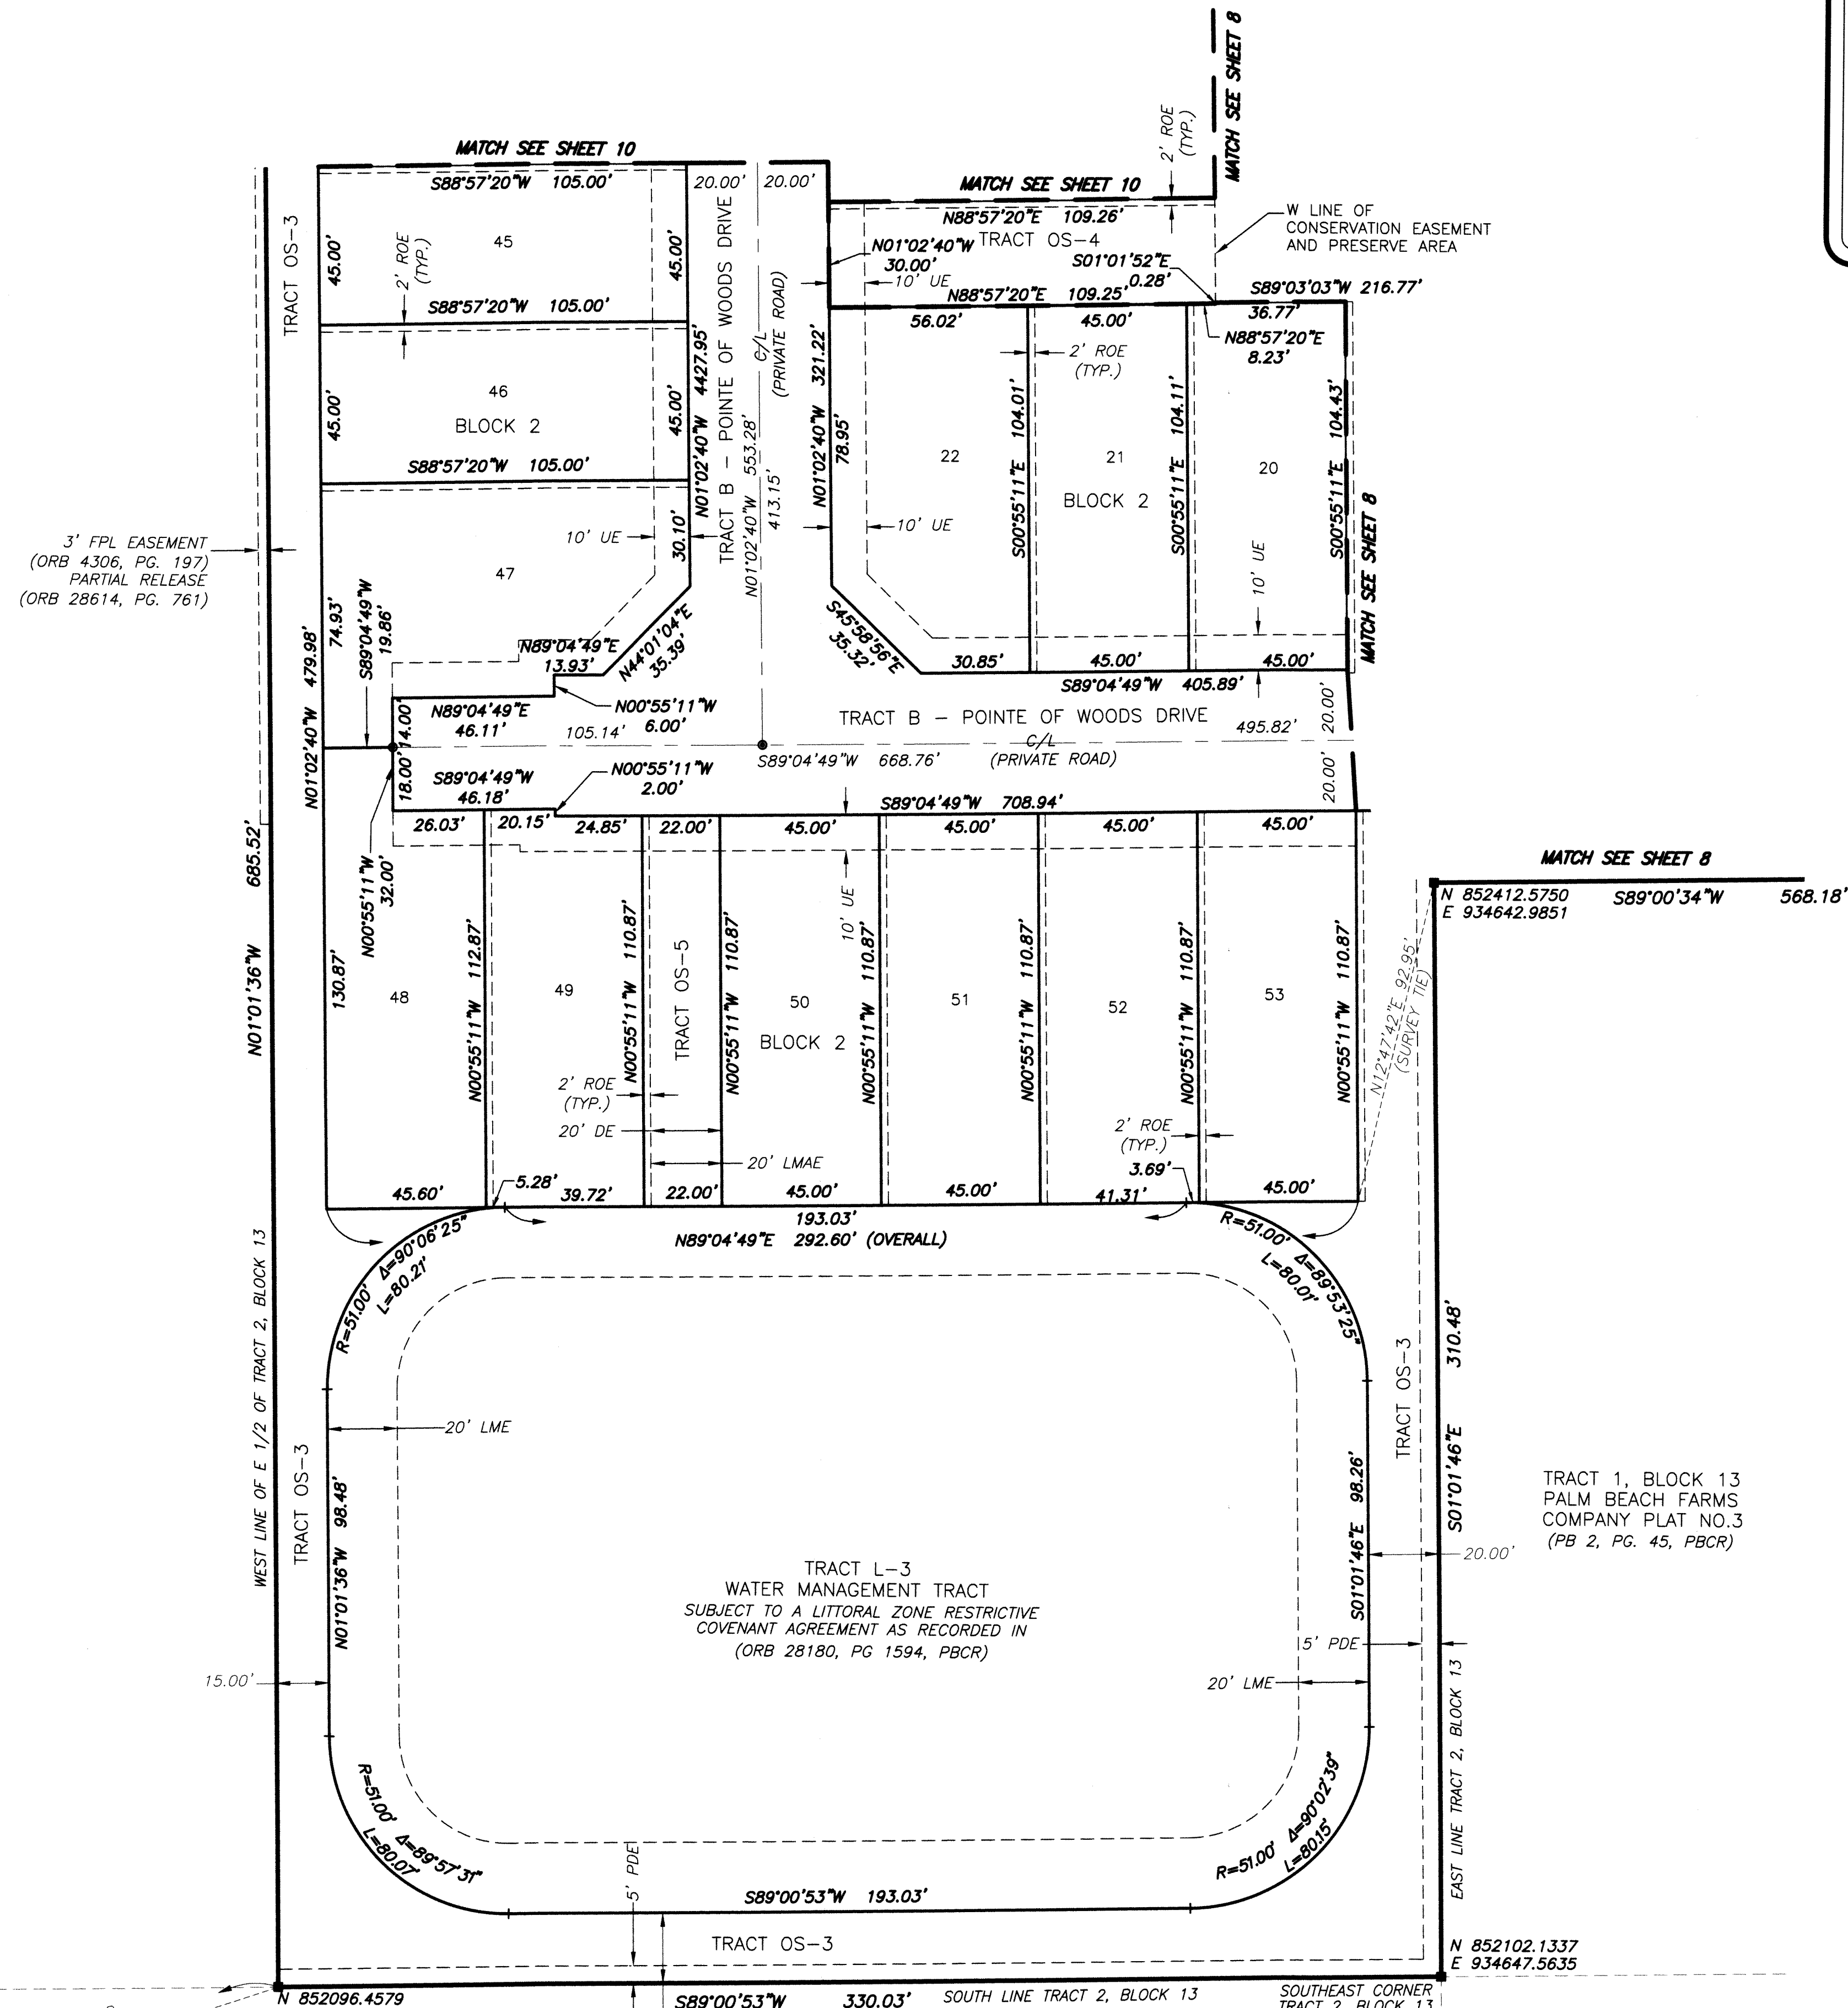 MATCH SEE SHEET 8
2' ROE
(TYP.)
MATCH SEE SHEET 10
S88°57'20"W 105.00'
20.00' 20.00'
MATCH SEE SHEET 10
N88°57'20"E 109.26'
TRACT OS-4
W LINE OF
CONSERVATION EASEMENT
AND PRESERVE AREA
TRACT OS-3
45.00'
2' ROE
(TYP.)
45
45.00'
N01°02'40"W
30.00'
10' UE
S01°01'52"E
0.28'
N88°57'20"E 109.25'
S89°03'03"W 216.77'
S88°57'20"W 105.00'
56.02'
45.00'
36.77'
N88°57'20"E
8.23'
2' ROE
(TYP.)
45.00'
46
BLOCK 2
45.00'
S88°57'20"W 105.00'
N01°02'40"W 4427.95'
TRACT B - POINTE OF WOODS DRIVE
C/L
(PRIVATE ROAD)
N01°02'40"W 553.28'
413.15'
N01°02'40"W 321.22'
78.95'
22
S00°55'11"E 104.01'
21
BLOCK 2
S00°55'11"E 104.11'
20
S00°55'11"E 104.43'
MATCH SEE SHEET 8
3' FPL EASEMENT
(ORB 4306, PG. 197)
PARTIAL RELEASE
(ORB 28614, PG. 761)
10' UE
30.10'
10' UE
10' UE
47
74.93'
S89°04'49"W
19.86'
N89°04'49"E
13.93'
N44°01'04"E
35.39'
S45°58'56"E
35.32'
30.85'
45.00'
45.00'
S89°04'49"W 405.89'
N01°02'40"W 479.98'
14.00'
N89°04'49"E
46.11'
N00°55'11"W
6.00'
105.14'
TRACT B - POINTE OF WOODS DRIVE
C/L
(PRIVATE ROAD)
495.82'
20.00'
20.00'
S89°04'49"W 668.76'
18.00'
S89°04'49"W
46.18'
N00°55'11"W
2.00'
S89°04'49"W 708.94'
26.03'
20.15'
24.85'
22.00'
45.00'
45.00'
45.00'
45.00'
N00°55'11"W
32.00'
685.52'
N01°01'36"W
MATCH SEE SHEET 8
N 852412.5750
E 934642.9851
S89°00'34"W 568.18'
N12°47'42"E 92.95'
(SURVEY TIE)
10' UE
130.87'
48
N00°55'11"W 112.87'
49
N00°55'11"W 110.87'
TRACT OS-5
N00°55'11"W 110.87'
50
BLOCK 2
N00°55'11"W 110.87'
51
N00°55'11"W 110.87'
52
N00°55'11"W 110.87'
53
N00°55'11"W 110.87'
2' ROE
(TYP.)
20' DE
20' LMAE
2' ROE
(TYP.)
3.69'
45.60'
5.28'
39.72'
22.00'
45.00'
45.00'
41.31'
45.00'
193.03'
N89°04'49"E 292.60' (OVERALL)
R=51.00' Δ=90°06'25"
L=80.21'
R=51.00' Δ=89°53'25"
L=80.01'
WEST LINE OF E 1/2 OF TRACT 2, BLOCK 13
TRACT OS-3
20' LME
N01°01'36"W 98.48'
15.00'
TRACT L-3
WATER MANAGEMENT TRACT
SUBJECT TO A LITTORAL ZONE RESTRICTIVE
COVENANT AGREEMENT AS RECORDED IN
(ORB 28180, PG 1594, PBCR)
S01°01'46"E 98.26'
TRACT OS-3
310.48'
S01°01'46"E
20.00'
TRACT 1, BLOCK 13
PALM BEACH FARMS
COMPANY PLAT NO.3
(PB 2, PG. 45, PBCR)
5' PDE
20' LME
EAST LINE TRACT 2, BLOCK 13
R=51.00' Δ=89°57'31"
L=80.07'
R=51.00' Δ=90°02'39"
L=80.15'
5' PDE
S89°00'53"W 193.03'
TRACT OS-3
N 852102.1337
E 934647.5635
N 852096.4579
S89°00'53"W 330.03'
SOUTH LINE TRACT 2, BLOCK 13
SOUTHEAST CORNER
TRACT 2, BLOCK 13